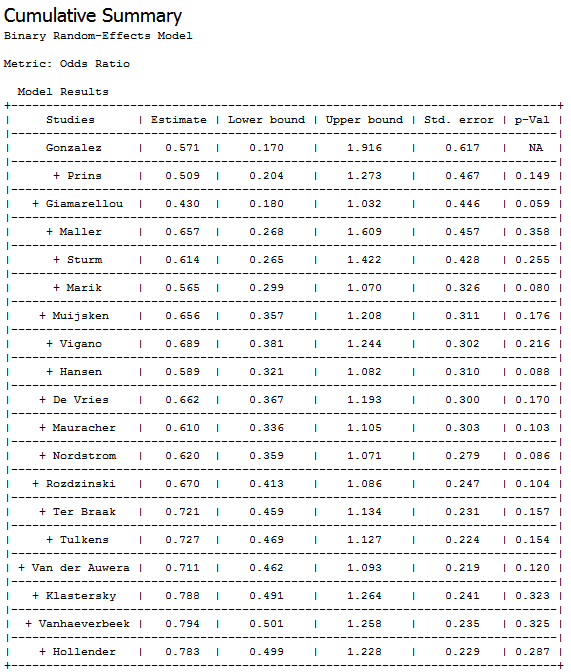 Cumulative Summary
Binary Random-Effects Model
Metric: Odds Ratio
Model Results
Studies | Estimate | Lower bound | Upper bound | Std. error | p-Val
Gonzalez | 0.571 | 0.170 | 1.916 | 0.617 | NA
+ Prins | 0.509 | 0.204 | 1.273 | 0.467 | 0.149
+ Giamarellou | 0.430 | 0.180 | 1.032 | 0.446 | 0.059
+ Maller | 0.657 | 0.268 | 1.609 | 0.457 | 0.358
+ Sturm | 0.614 | 0.265 | 1.422 | 0.428 | 0.255
+ Marik | 0.565 | 0.299 | 1.070 | 0.326 | 0.080
+ Muijsken | 0.656 | 0.357 | 1.208 | 0.311 | 0.176
+ Vigano | 0.689 | 0.381 | 1.244 | 0.302 | 0.216
+ Hansen | 0.589 | 0.321 | 1.082 | 0.310 | 0.088
+ De Vries | 0.662 | 0.367 | 1.193 | 0.300 | 0.170
+ Mauracher | 0.610 | 0.336 | 1.105 | 0.303 | 0.103
+ Nordstrom | 0.620 | 0.359 | 1.071 | 0.279 | 0.086
+ Rozdzinski | 0.670 | 0.413 | 1.086 | 0.247 | 0.104
+ Ter Braak | 0.721 | 0.459 | 1.134 | 0.231 | 0.157
+ Tulkens | 0.727 | 0.469 | 1.127 | 0.224 | 0.154
+ Van der Auwera | 0.711 | 0.462 | 1.093 | 0.219 | 0.120
+ Klastersky | 0.788 | 0.491 | 1.264 | 0.241 | 0.323
+ Vanhaeverbeek | 0.794 | 0.501 | 1.258 | 0.235 | 0.325
+ Hollender | 0.783 | 0.499 | 1.228 | 0.229 | 0.287